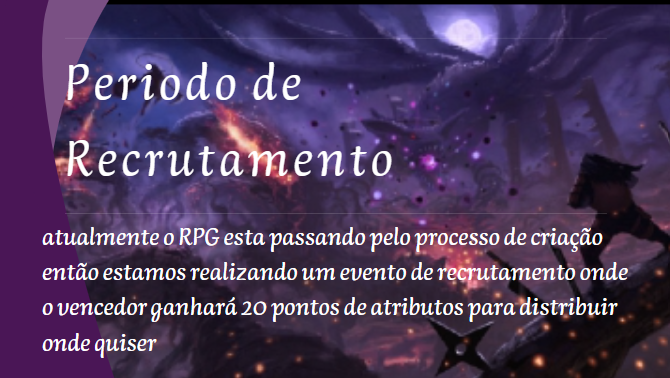 Periodo de
Recrutamento
atualmente o RPG esta passando pelo processo de criação
então estamos realizando um evento de recrutamento onde
o vencedor ganhará 20 pontos de atributos para distribuir
onde quiser